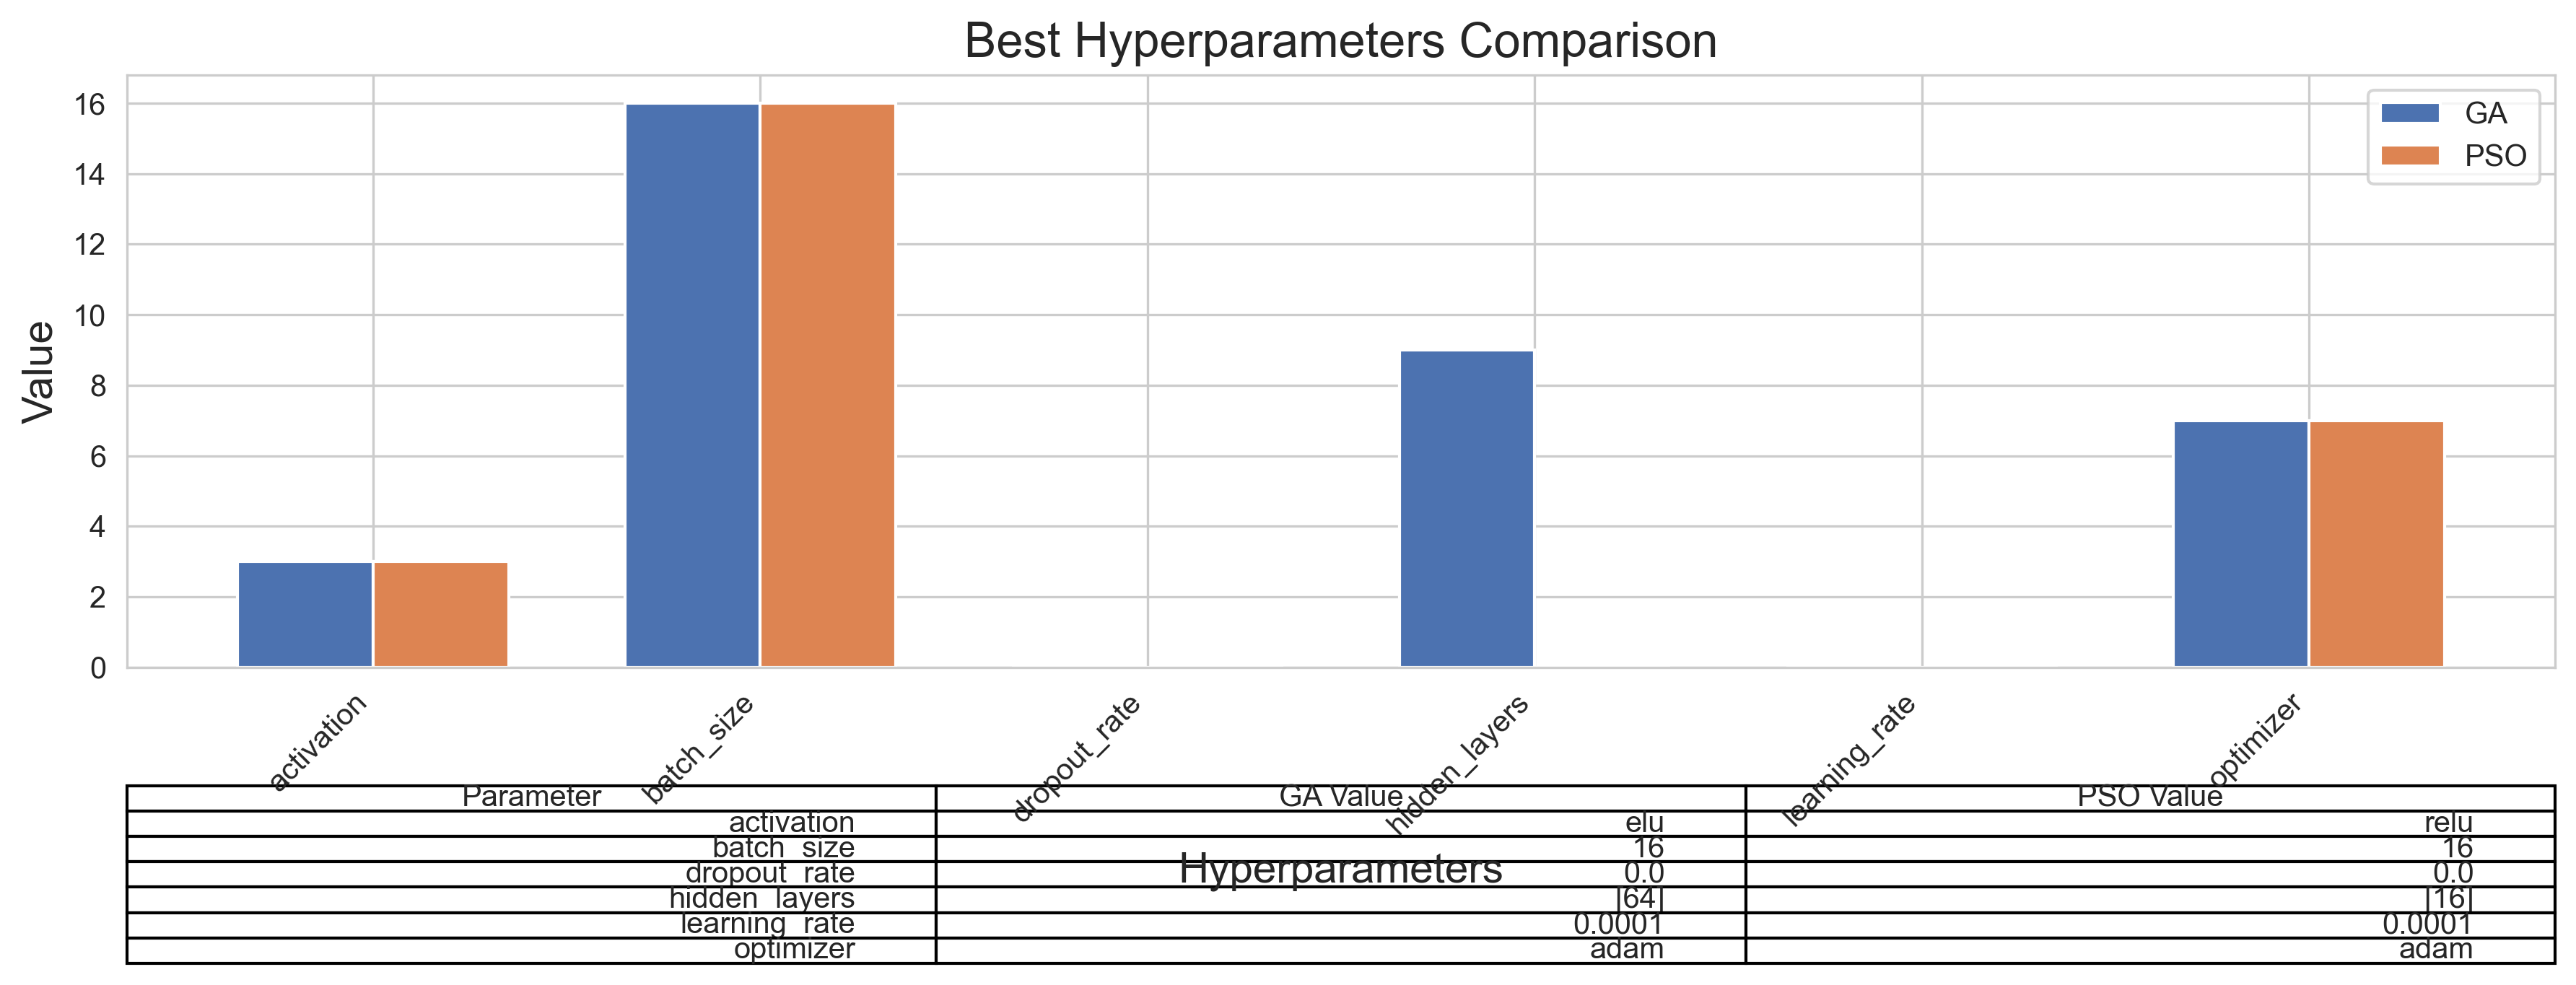 Best Hyperparameters Comparison
GA
PSO
Value
16
14
12
10
8
6
4
2
0
activation
batch_size
dropout_rate
hidden_layers
learning_rate
optimizer
Hyperparameters
Parameter GA Value PSO Value
activation elu relu
batch_size 16 16
dropout_rate 0.0 0.0
hidden_layers [64] [16]
learning_rate 0.0001 0.0001
optimizer adam adam